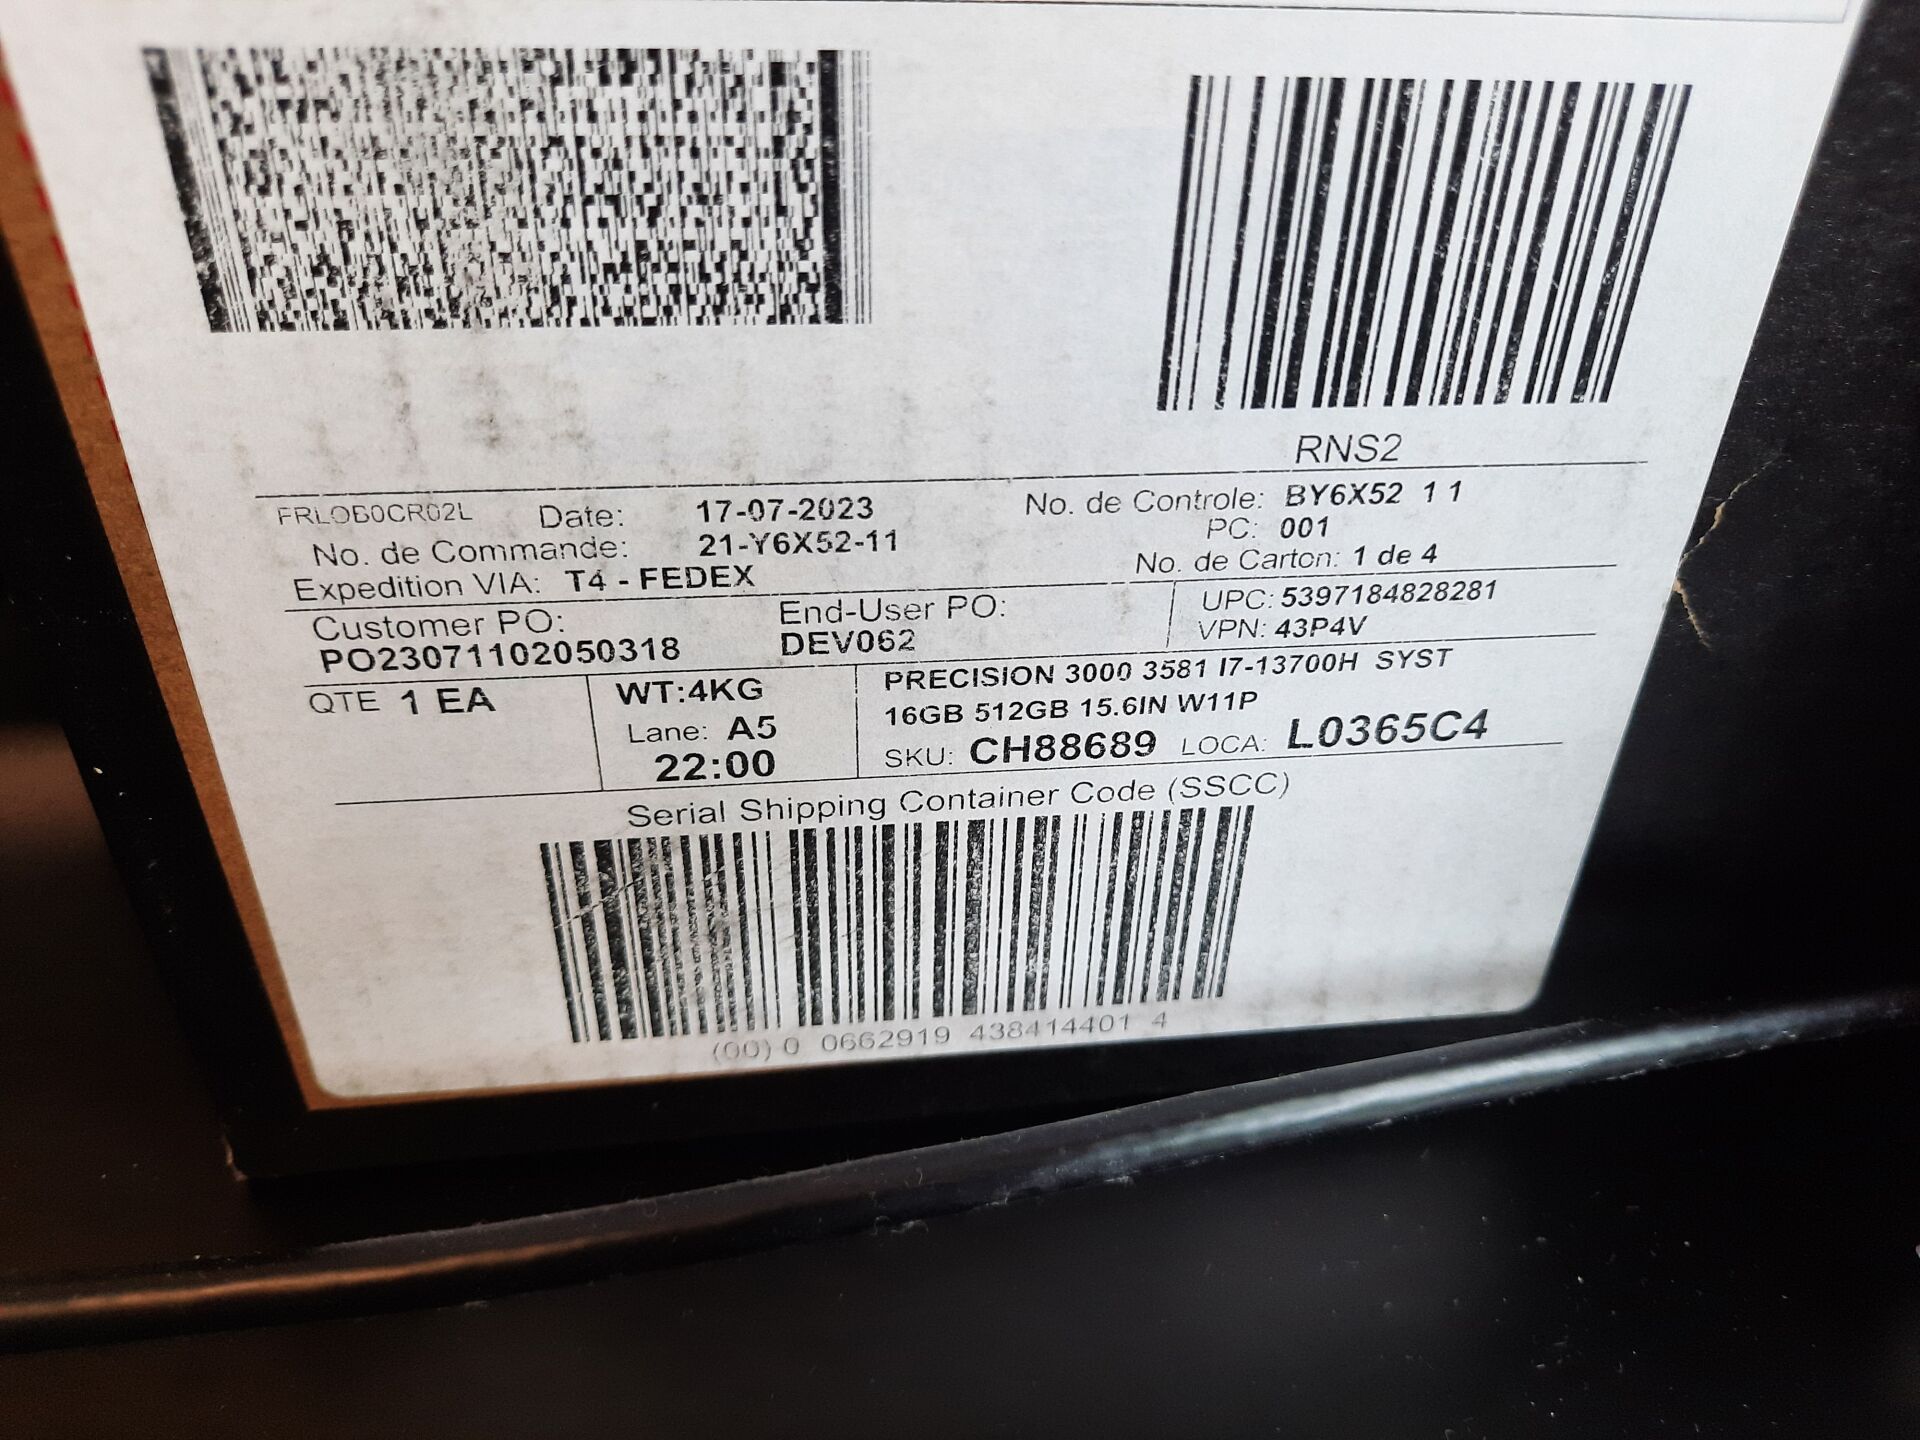 RNS2
FRLOB0CR02L Date: 17-07-2023 No. de Controle: BY6X52 1 1
No. de Commande: 21-Y6X52-11 PC: 001
Expedition VIA: T4 - FEDEX No. de Carton: 1 de 4
Customer PO: End-User PO: UPC: 5397184828281
PO23071102050318 DEV062 VPN: 43P4V
QTE 1 EA WT:4KG PRECISION 3000 3581 I7-13700H SYST
Lane: A5 16GB 512GB 15.6IN W11P
22:00 SKU: CH88689 LOCA: L0365C4
Serial Shipping Container Code (SSCC)
(00) 0 0662919 438414401 4